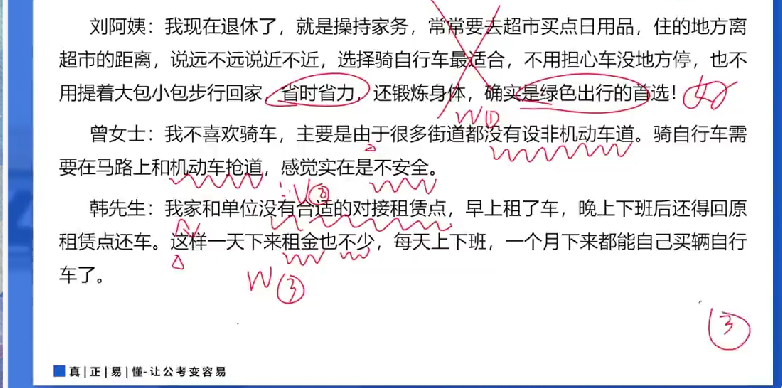 刘阿姨：我现在退休了，就是操持家务，常常要去超市买点日用品，住的地方离
超市的距离，说远不远说近不近，选择骑自行车最适合，不用担心车没地方停，也不
用提着大包小包步行回家，省时省力，还锻炼身体，确实是绿色出行的首选！好
W①
曾女士：我不喜欢骑车，主要是由于很多街道都没有设非机动车道。骑自行车需
要在马路上和机动车抢道，感觉实在是不安全。
W②
韩先生：我家和单位没有合适的对接租赁点，早上租了车，晚上下班后还得回原
租赁点还车。这样一天下来租金也不少，每天上下班，一个月下来都能自己买辆自行
车了。
W③
③
真|正|易|懂-让公考变容易